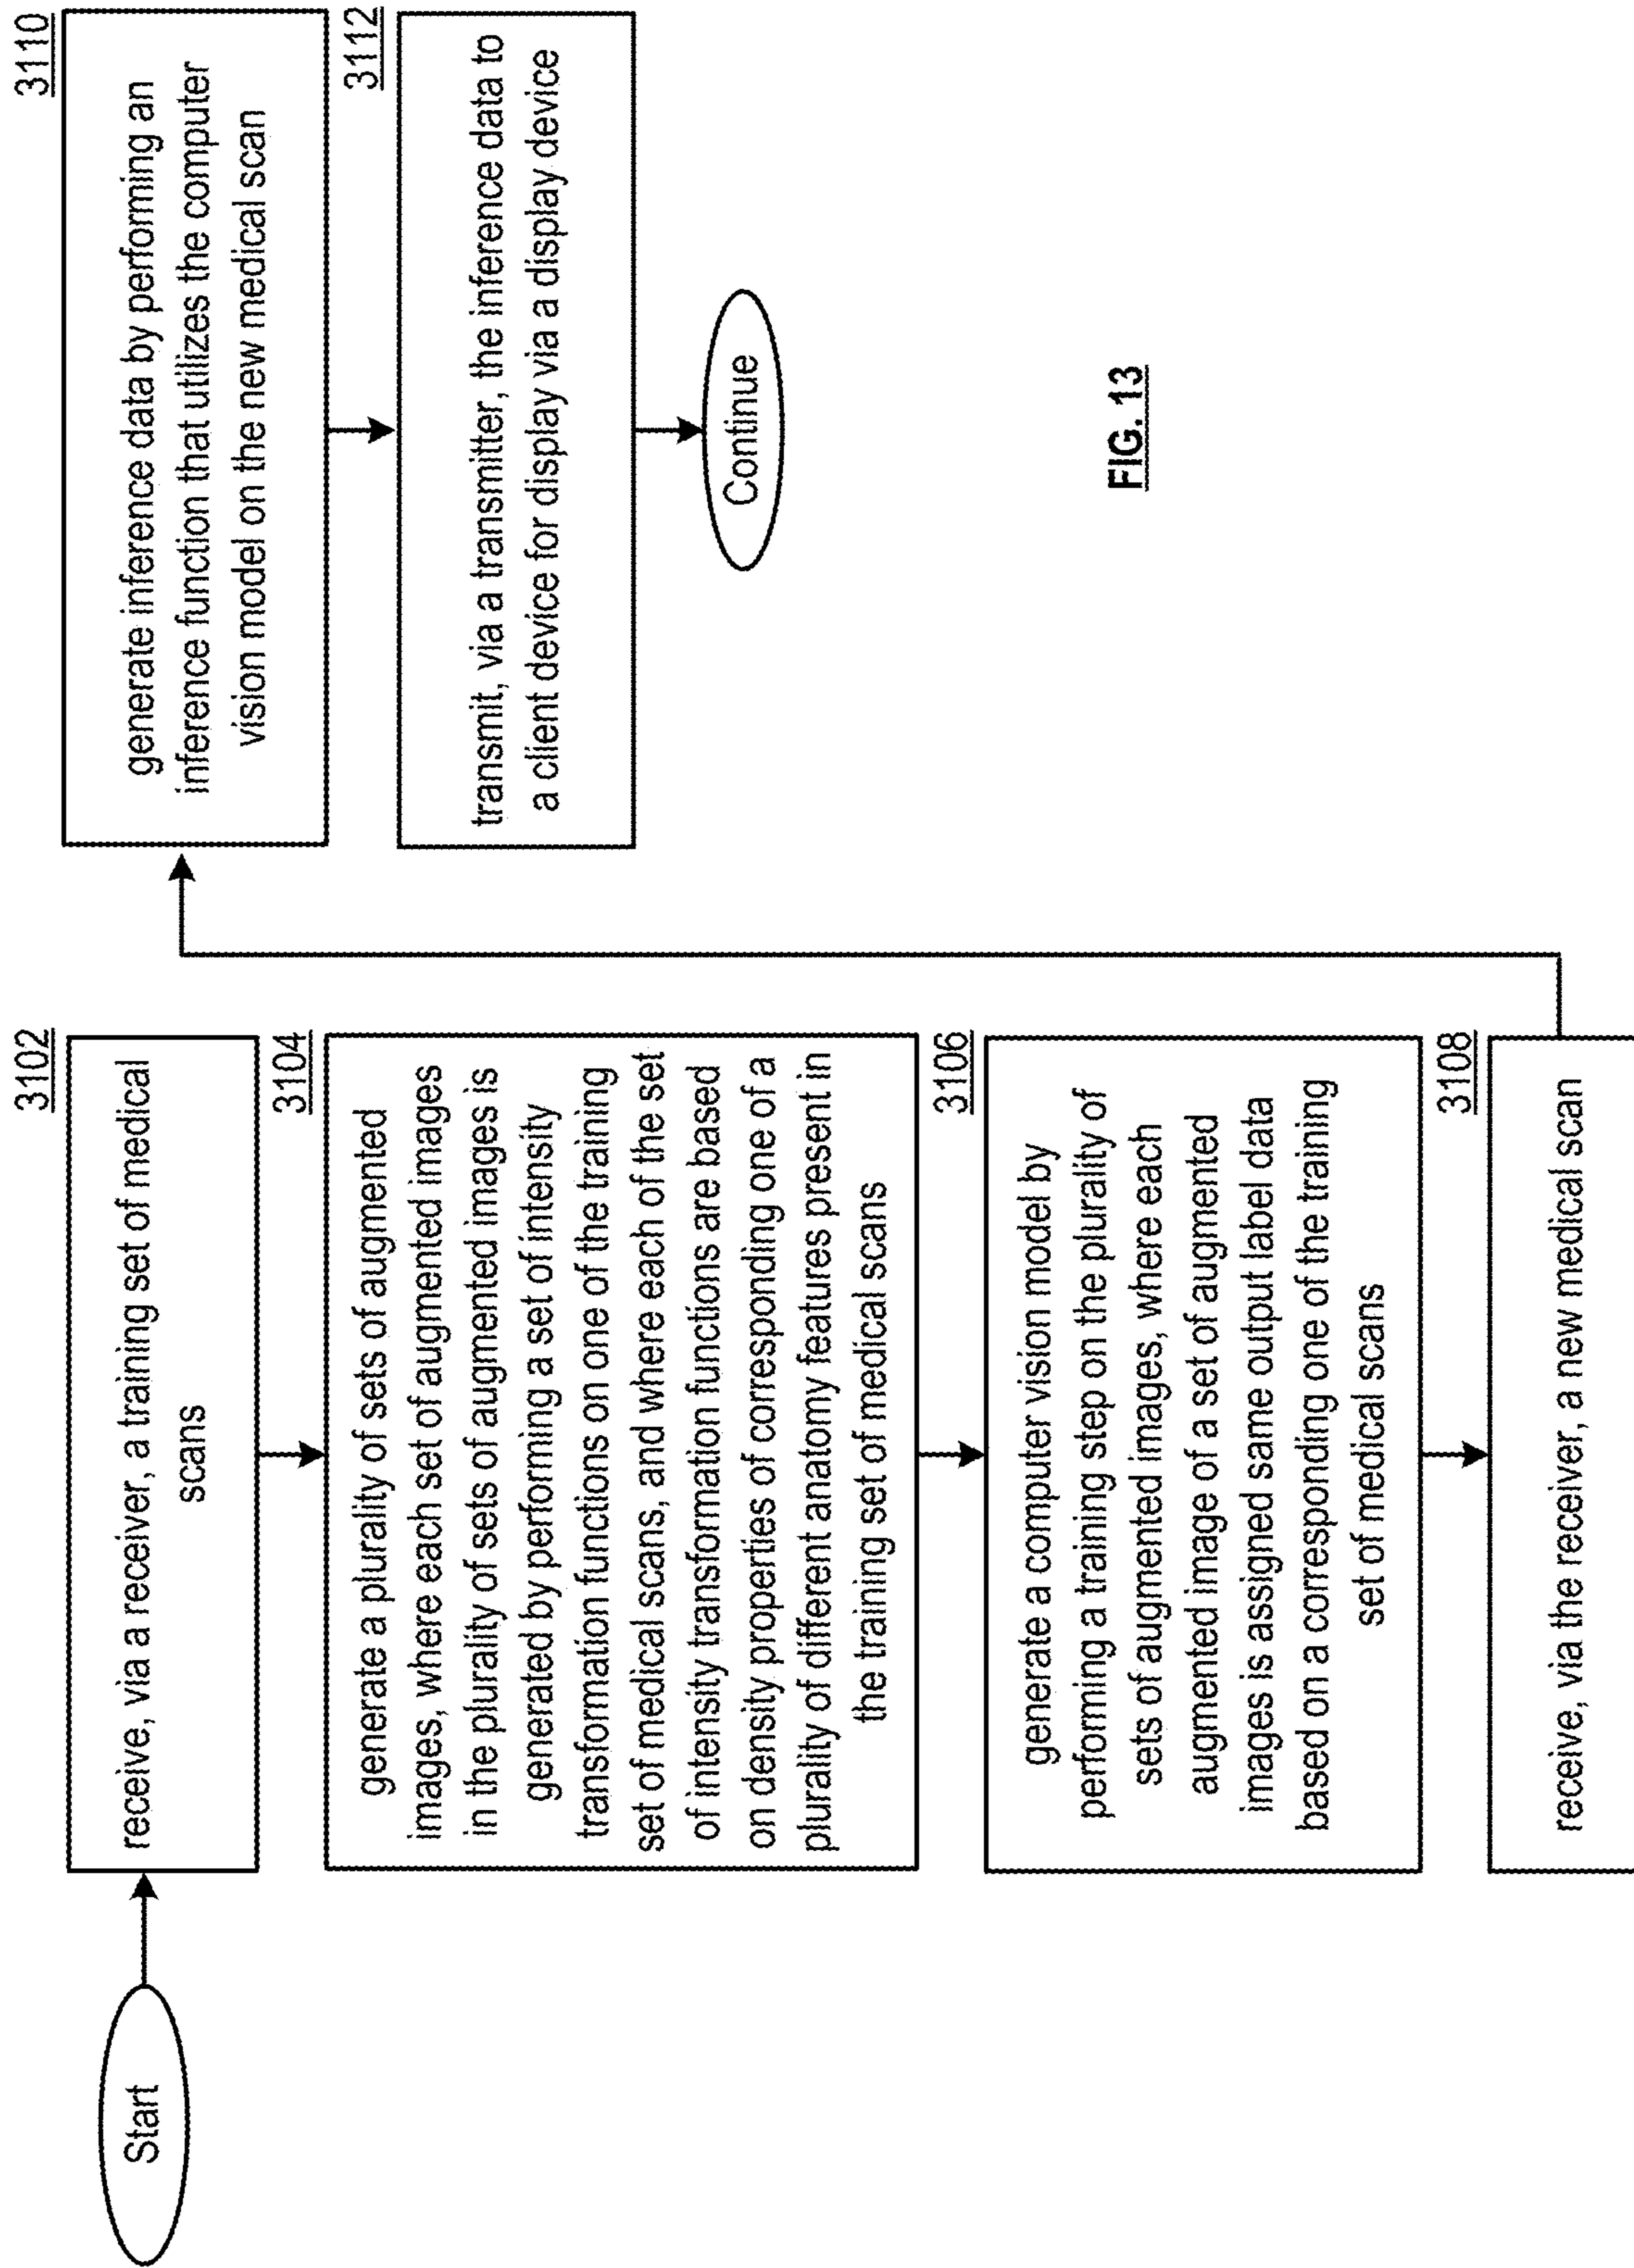 Start
3102
receive, via a receiver, a training set of medical
scans
3104
generate a plurality of sets of augmented
images, where each set of augmented images
in the plurality of sets of augmented images is
generated by performing a set of intensity
transformation functions on one of the training
set of medical scans, and where each of the set
of intensity transformation functions are based
on density properties of corresponding one of a
plurality of different anatomy features present in
the training set of medical scans
3106
generate a computer vision model by
performing a training step on the plurality of
sets of augmented images, where each
augmented image of a set of augmented
images is assigned same output label data
based on a corresponding one of the training
set of medical scans
3108
receive, via the receiver, a new medical scan
3110
generate inference data by performing an
inference function that utilizes the computer
vision model on the new medical scan
3112
transmit, via a transmitter, the inference data to
a client device for display via a display device
Continue
FIG. 13